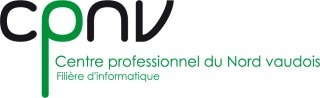 cpnv
Centre professionnel du Nord vaudois
Filière d'informatique